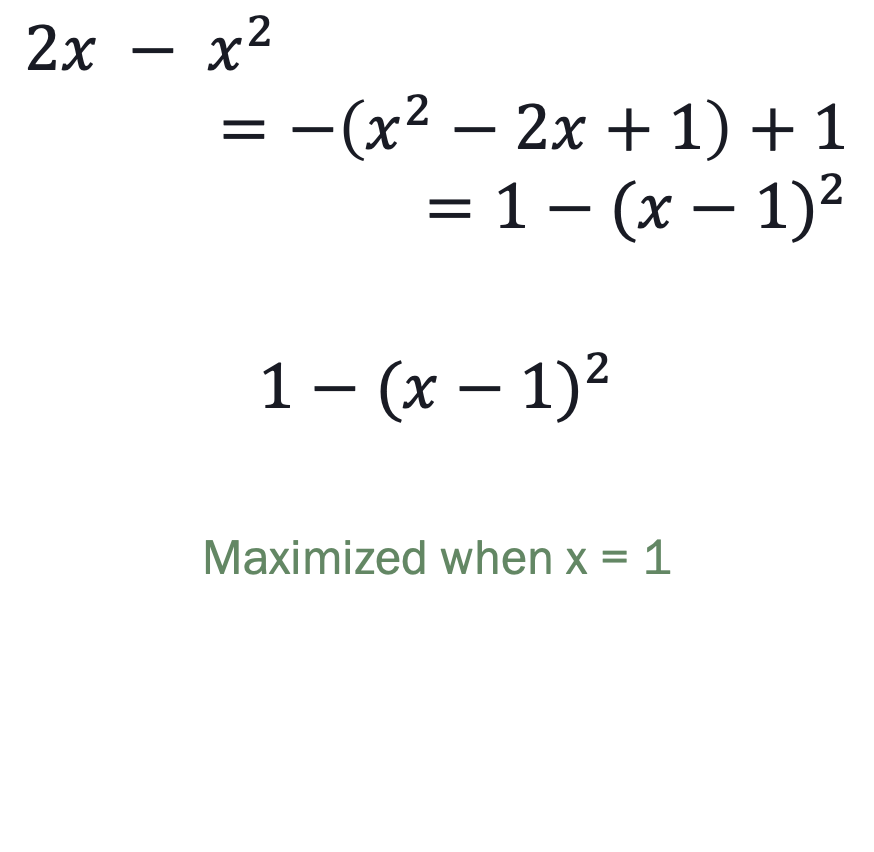 2x − x²
= −(x² − 2x + 1) + 1
= 1 − (x − 1)²
1 − (x − 1)²
Maximized when x = 1